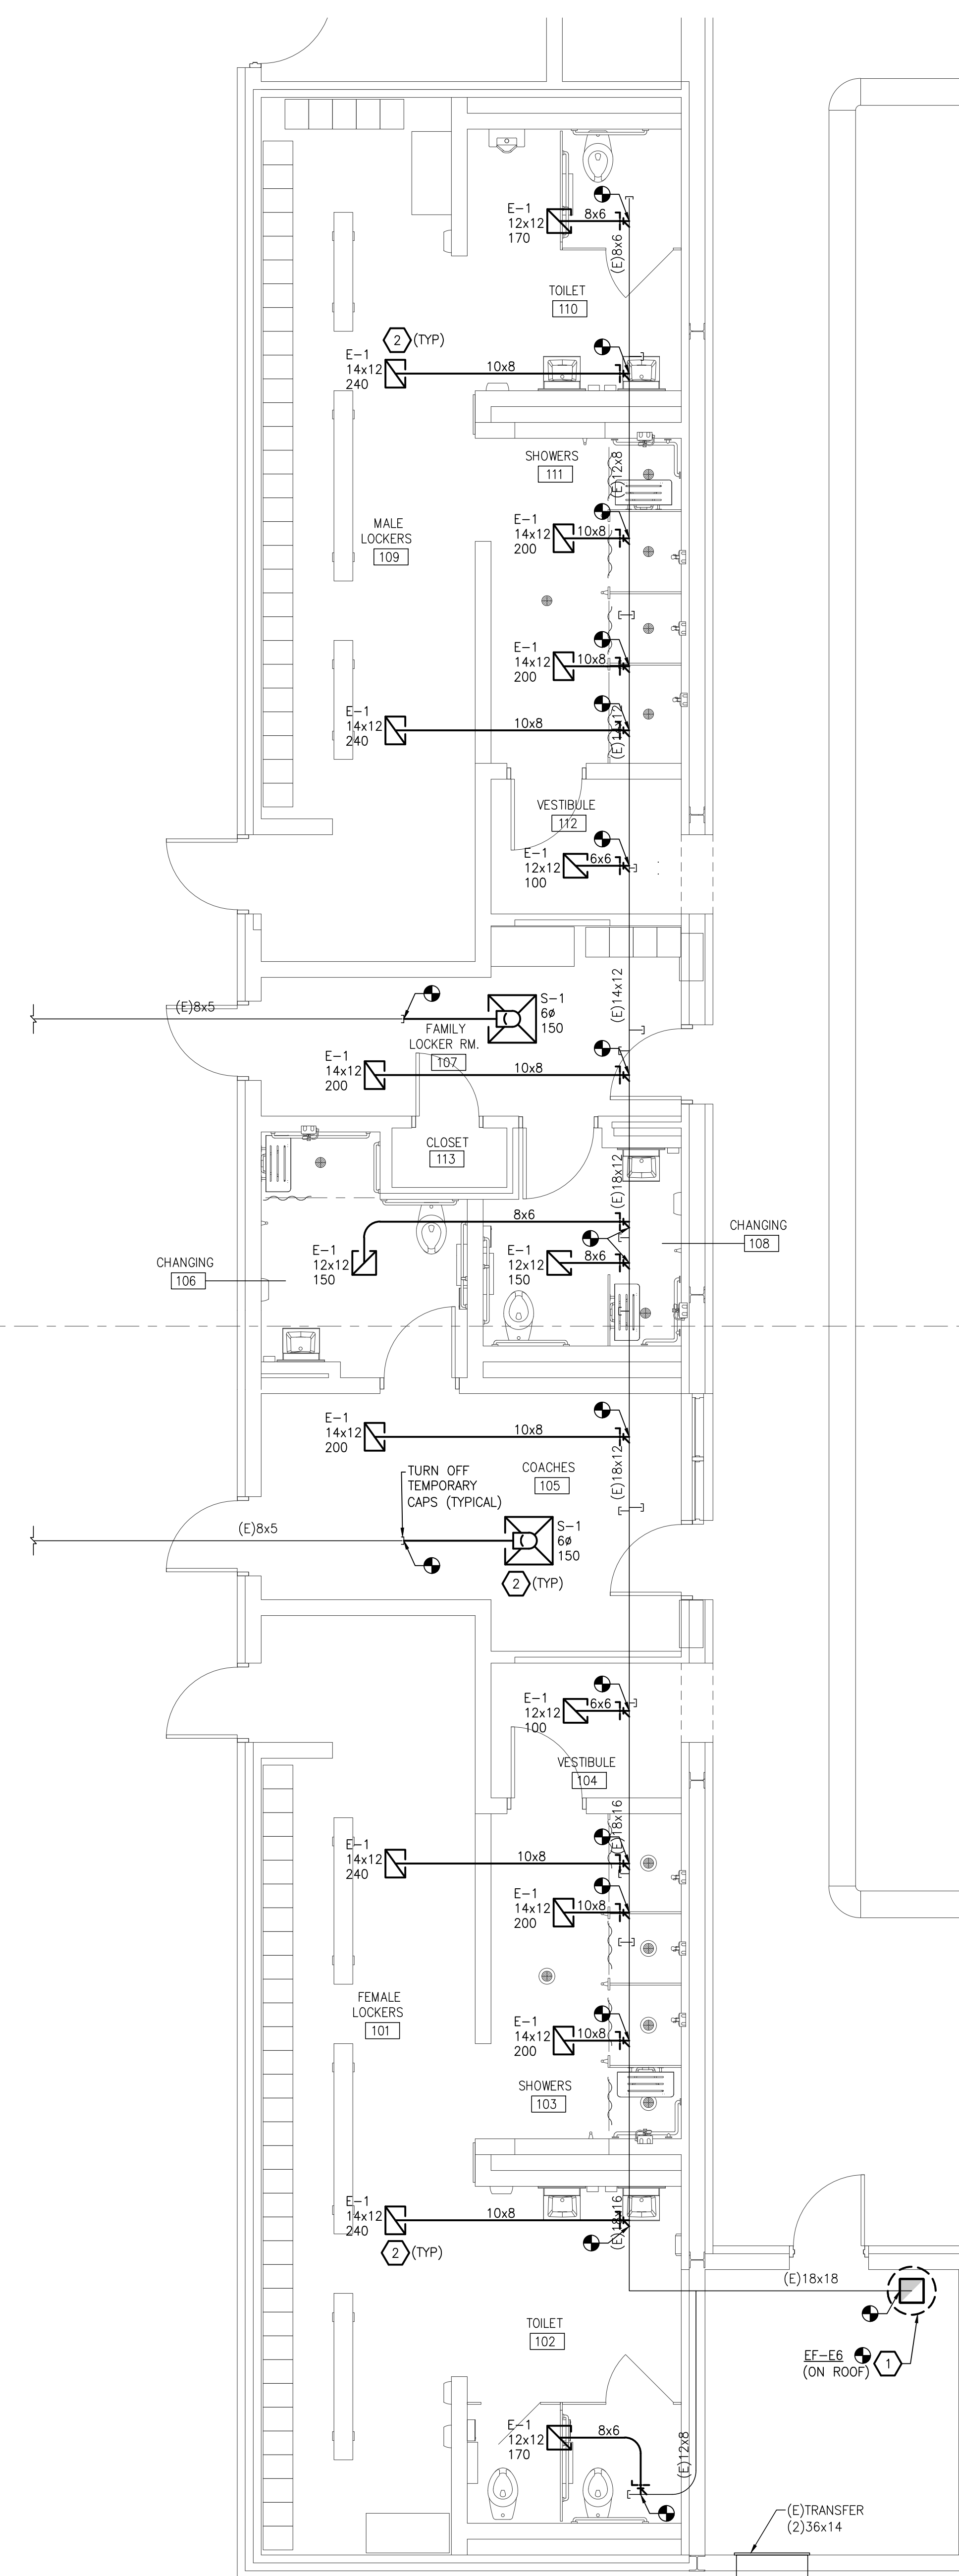 E-1
12x12
170
8x6
(E)8x6
TOILET
110
2
(TYP)
E-1
14x12
240
10x8
SHOWERS
111
(E)12x8
E-1
14x12
200
10x8
MALE
LOCKERS
109
E-1
14x12
200
10x8
E-1
14x12
240
10x8
VESTIBULE
112
E-1
12x12
100
6x6
(E)14x12
(E)8x5
S-1
6ø
150
FAMILY
LOCKER RM.
107
E-1
14x12
200
10x8
CLOSET
113
(E)18x12
8x6
CHANGING
108
E-1
12x12
150
E-1
12x12
150
8x6
CHANGING
106
E-1
14x12
200
10x8
(E)18x12
COACHES
105
TURN OFF
TEMPORARY
CAPS (TYPICAL)
(E)8x5
S-1
6ø
150
2
(TYP)
E-1
12x12
100
6x6
VESTIBULE
104
(E)18x16
E-1
14x12
240
10x8
E-1
14x12
200
10x8
FEMALE
LOCKERS
101
E-1
14x12
200
10x8
SHOWERS
103
E-1
14x12
240
10x8
(E)18x16
2
(TYP)
(E)18x18
TOILET
102
EF-E6
(ON ROOF)
1
E-1
12x12
170
8x6
(E)12x8
(E)TRANSFER
(2)36x14